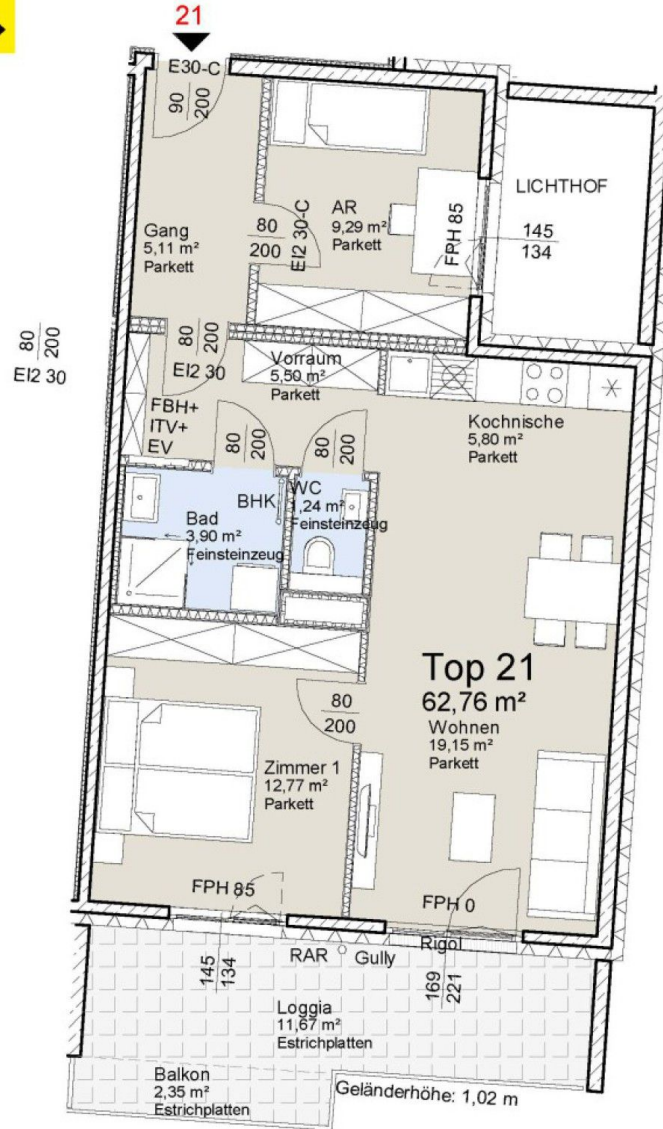 21
E30-C
90
200
LICHTHOF
AR
9,29 m²
Parkett
FPH 85
145
134
80
200
EI2 30-C
Gang
5,11 m²
Parkett
80
200
EI2 30
80
200
EI2 30
Vorraum
5,50 m²
Parkett
FBH+
ITV+
EV
Kochnische
5,80 m²
Parkett
80
200
80
200
BHK
WC
1,24 m²
Feinsteinzeug
Bad
3,90 m²
Feinsteinzeug
Top 21
62,76 m²
Wohnen
19,15 m²
Parkett
80
200
Zimmer 1
12,77 m²
Parkett
FPH 85
FPH 0
145
134
RAR
Gully
Rigol
169
221
Loggia
11,67 m²
Estrichplatten
Balkon
2,35 m²
Estrichplatten
Geländerhöhe: 1,02 m